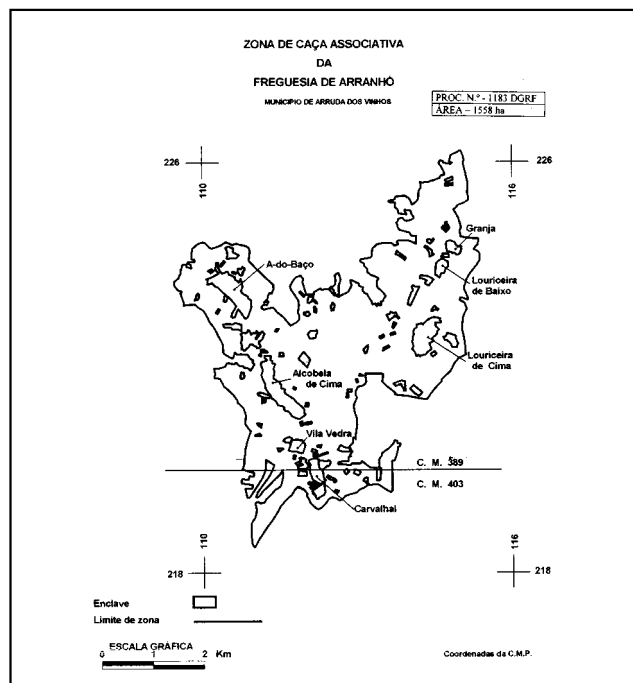 ZONA DE CAÇA ASSOCIATIVA
DA
FREGUESIA DE ARRANHÓ
MUNICIPIO DE ARRUDA DOS VINHOS
PROC. N.º - 1183 DGRF
ÁREA – 1558 ha
226
110
116
226
Granja
A-do-Baço
Louriceira
de Baixo
Louriceira
de Cima
Alcobela
de Cima
Vila Vedra
C. M. 389
C. M. 403
Carvalhal
110
116
218
218
Enclave
Limite de zona
ESCALA GRÁFICA
0 1 2 Km
Coordenadas da C.M.P.